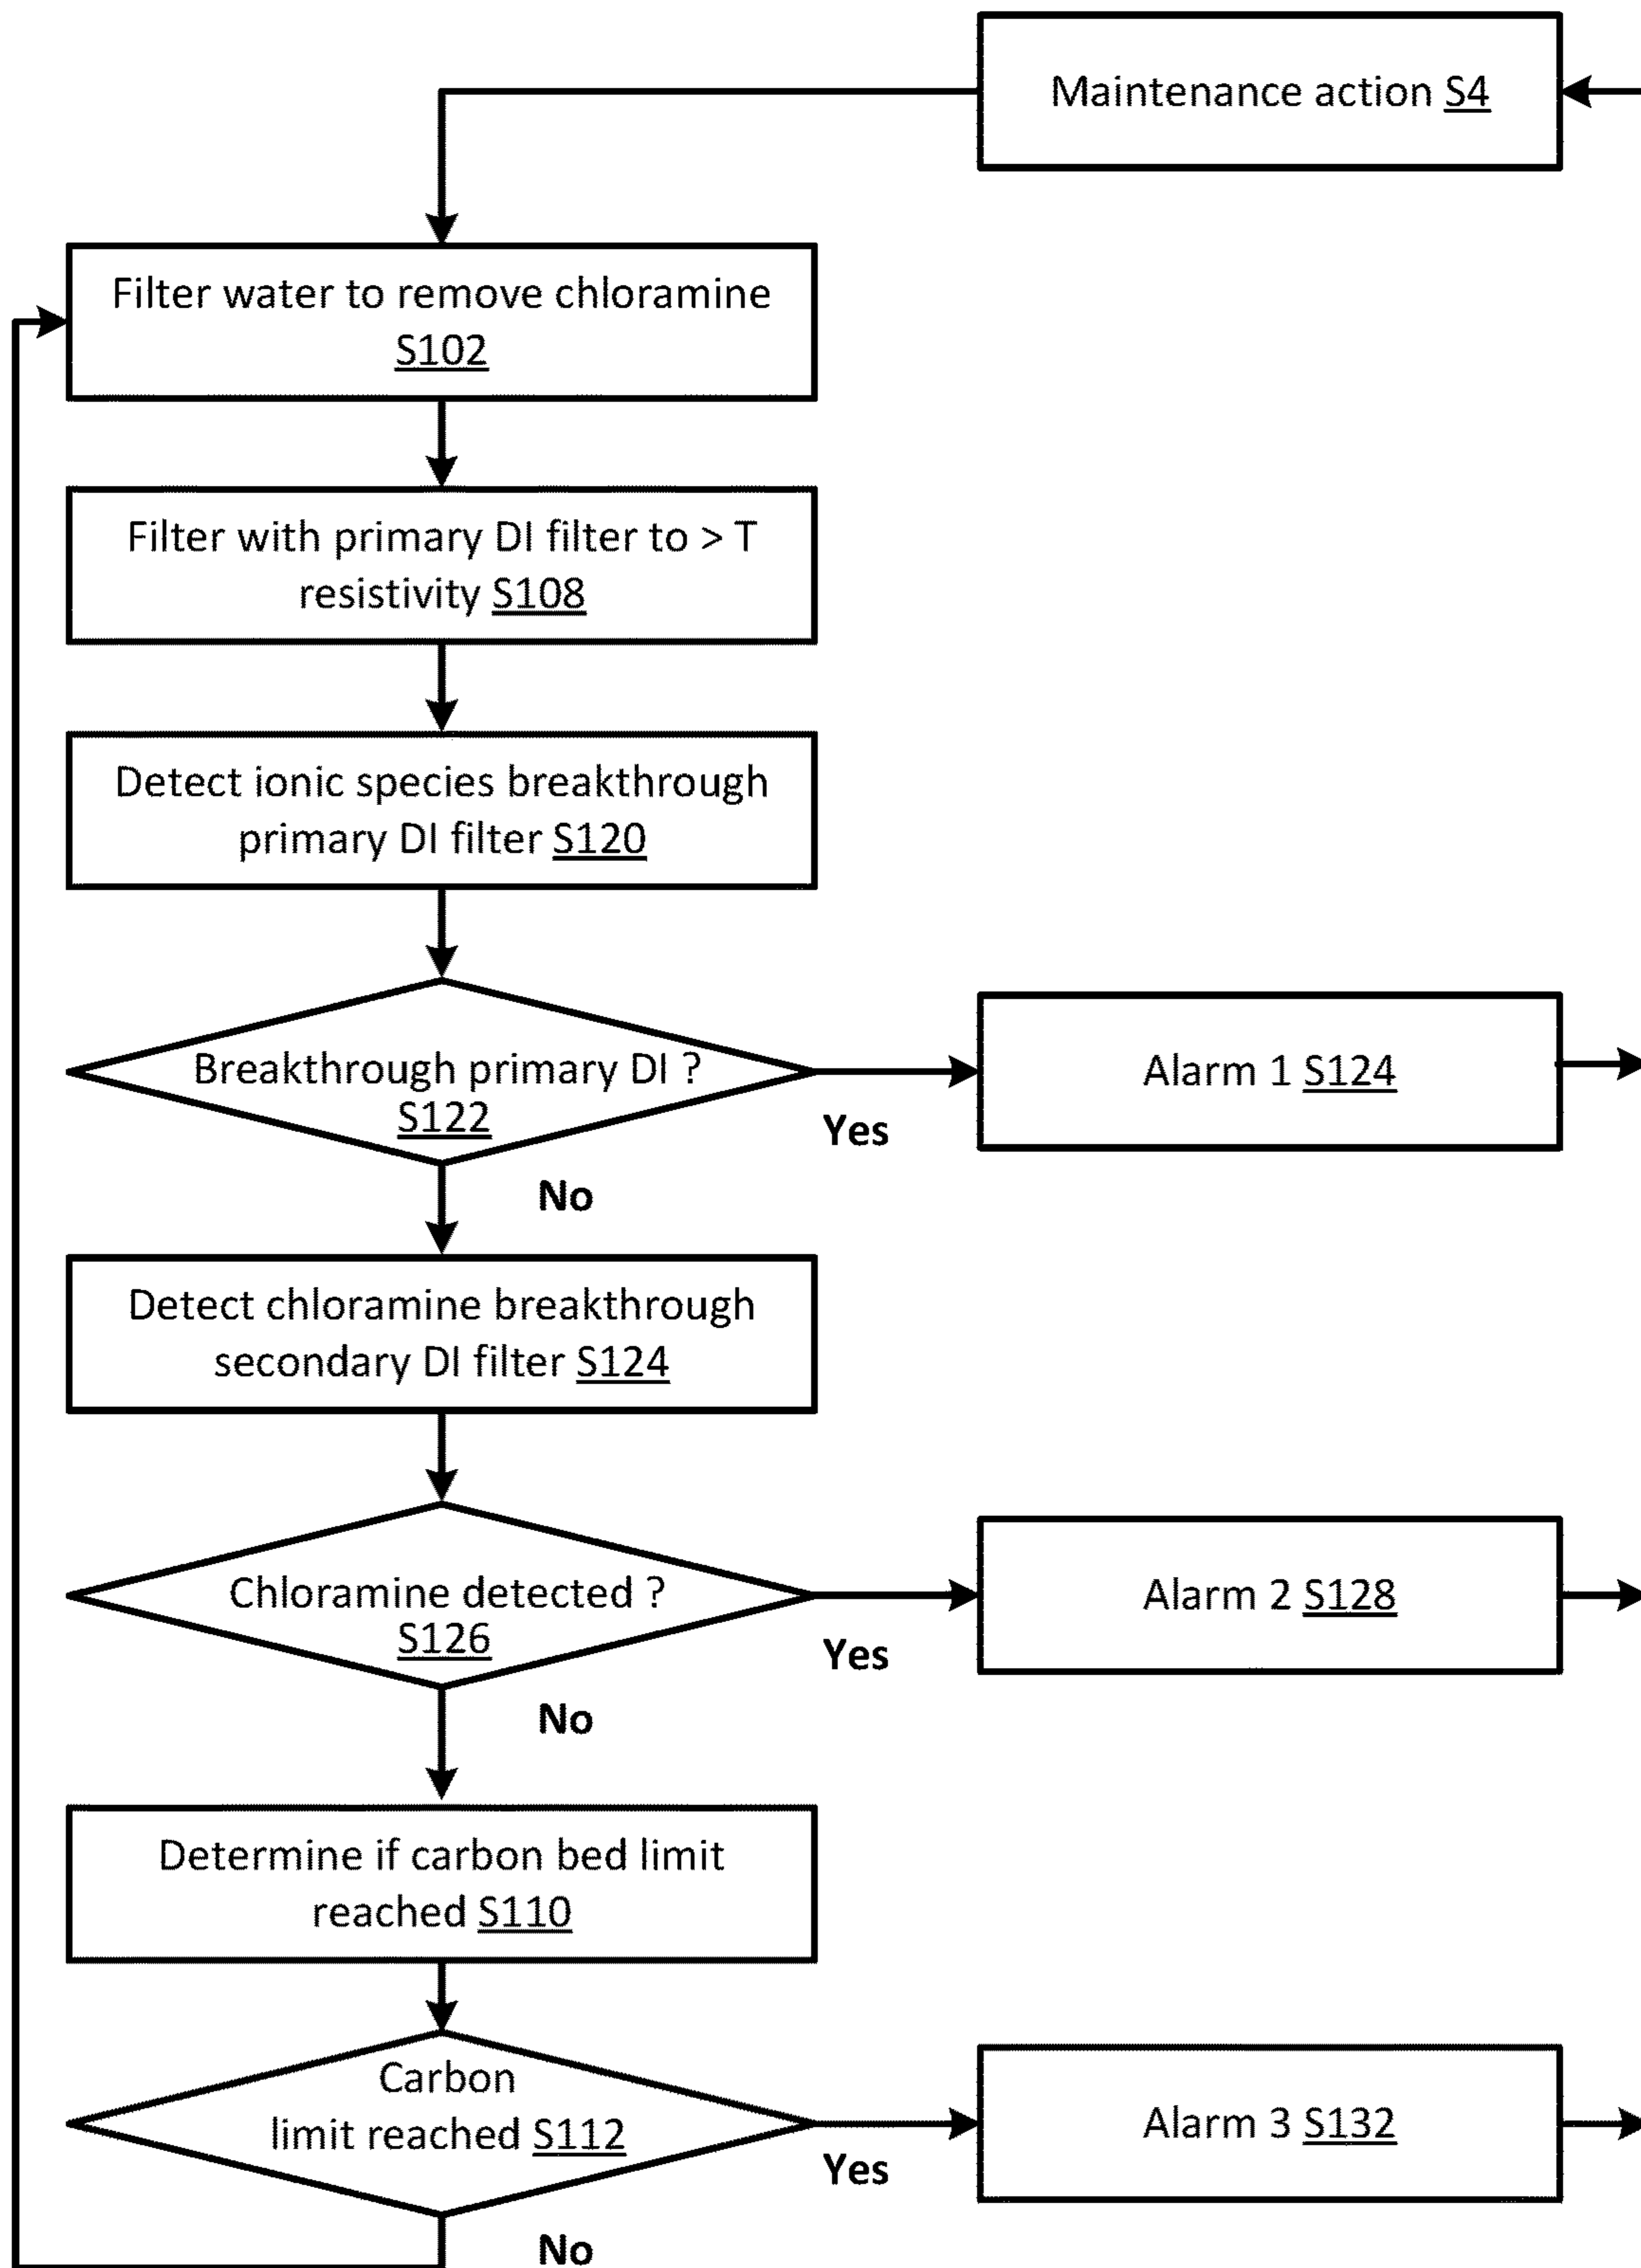 Maintenance action S4
Filter water to remove chloramine
S102
Filter with primary DI filter to > T
resistivity S108
Detect ionic species breakthrough
primary DI filter S120
Breakthrough primary DI ?
S122
Yes
Alarm 1 S124
No
Detect chloramine breakthrough
secondary DI filter S124
Chloramine detected ?
S126
Yes
Alarm 2 S128
No
Determine if carbon bed limit
reached S110
Carbon
limit reached S112
Yes
Alarm 3 S132
No